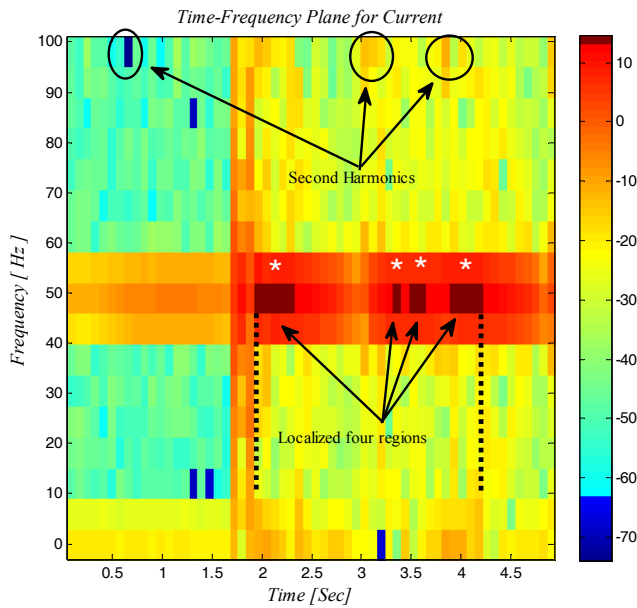 Time-Frequency Plane for Current
100
90
80
70
60
50
40
30
20
10
0
Frequency [ Hz ]
Second Harmonics
* * * *
Localized four regions
0.5 1 1.5 2 2.5 3 3.5 4 4.5
Time [Sec]
10
0
-10
-20
-30
-40
-50
-60
-70